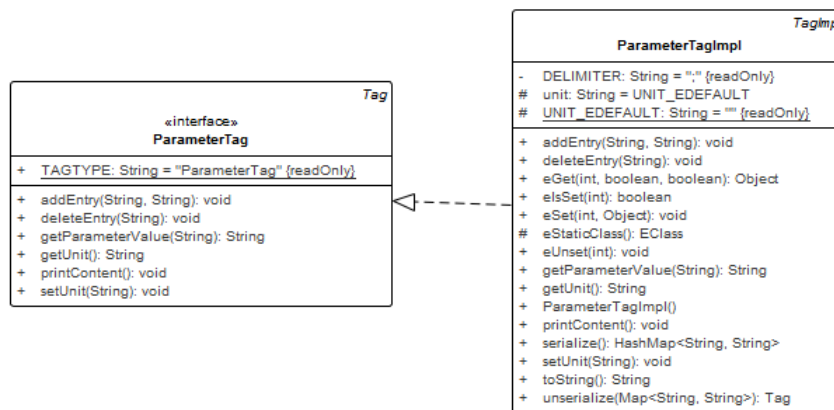 Tag
«interface»
ParameterTag
+ TAGTYPE: String = "ParameterTag" {readOnly}
+ addEntry(String, String): void
+ deleteEntry(String): void
+ getParameterValue(String): String
+ getUnit(): String
+ printContent(): void
+ setUnit(String): void
TagImp
ParameterTagImpl
- DELIMITER: String = ";" {readOnly}
# unit: String = UNIT_EDEFAULT
# UNIT_EDEFAULT: String = "" {readOnly}
+ addEntry(String, String): void
+ deleteEntry(String): void
+ eGet(int, boolean, boolean): Object
+ eIsSet(int): boolean
+ eSet(int, Object): void
# eStaticClass(): EClass
+ eUnset(int): void
+ getParameterValue(String): String
+ getUnit(): String
+ ParameterTagImpl()
+ printContent(): void
+ serialize(): HashMap<String, String>
+ setUnit(String): void
+ toString(): String
+ unserialize(Map<String, String>): Tag